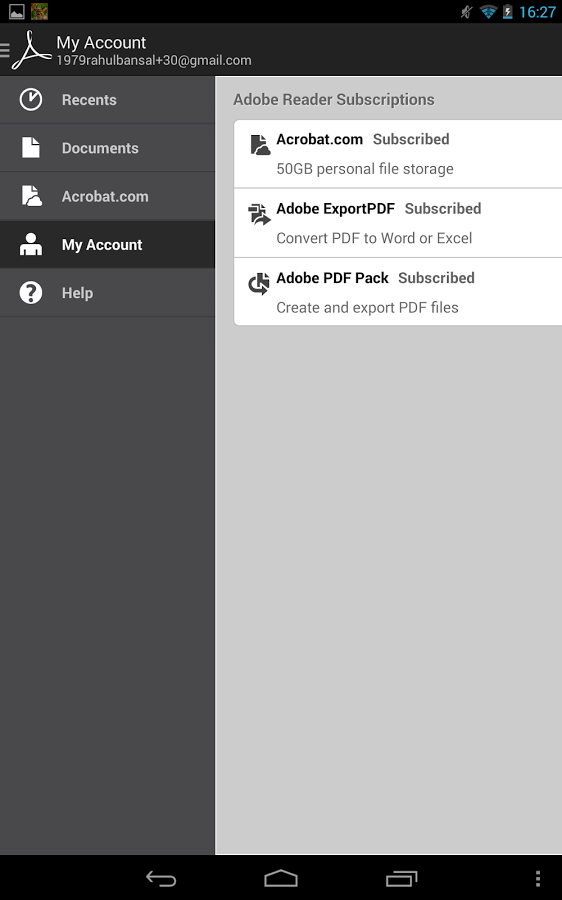 16:27
My Account
1979rahulbansal+30@gmail.com
Recents
Documents
Acrobat.com
My Account
Help
Adobe Reader Subscriptions
Acrobat.com Subscribed
50GB personal file storage
Adobe ExportPDF Subscribed
Convert PDF to Word or Excel
Adobe PDF Pack Subscribed
Create and export PDF files